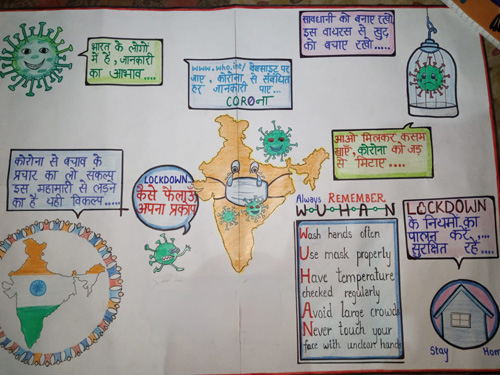 भारत के लोगों
में है, जानकारी
का आभाव....
www.who.int/ वेबसाइट पर
जाए, कोरोना से संबंधित
हर जानकारी पाए...
COR0ना
सावधानी को बनाए रखो
इस वायरस से खुद
को बचाए रखो.....
आओ मिलकर कसम
खाएँ, कोरोना को जड़
से मिटाए....
कोरोना से बचाव के
प्रचार का लो संकल्प
इस, महामारी से लड़ने
का है यही विकल्प.....
LOCKDOWN
कैसे फैलाऊँ
अपना प्रकोप
Always REMEMBER
W-U-H-A-N
Wash hands often
Use mask properly
Have temperature
checked regularly
Avoid large crowds
Never touch your
face with unclear hands
LOCKDOWN
के नियमों का
पालन करें,...
सुरक्षित रहें....
Stay Home